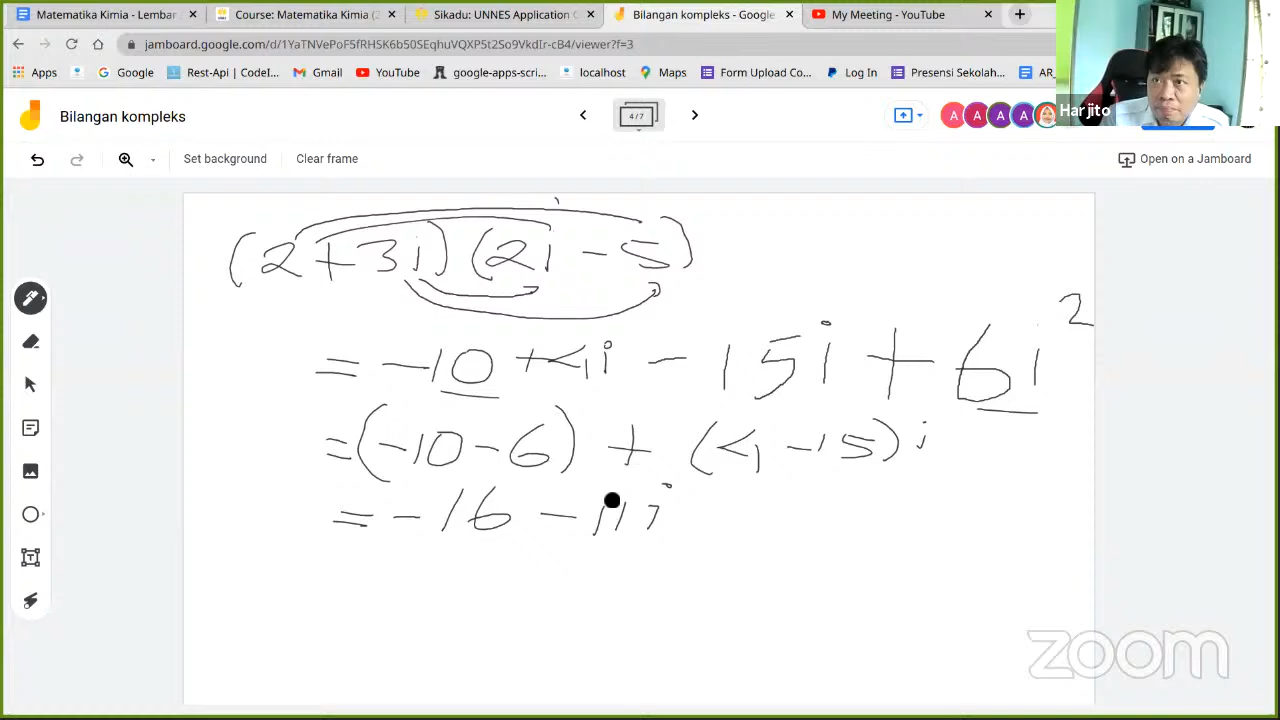 Matematika Kimia - Lembar
Course: Matematika Kimia (2
Sikadu: UNNES Application G
Bilangan kompleks - Google
My Meeting - YouTube
jamboard.google.com/d/1YaTNVePoF5fRH5K6b50SEqhuVQXP5t2So9VkdIr-cB4/viewer?f=3
Apps
Google
Rest-Api | CodeI...
Gmail
YouTube
google-apps-scri...
localhost
Maps
Form Upload Co...
Log In
Presensi Sekolah...
AR_
Harjito
Bilangan kompleks
4/7
A A A A
Set background
Clear frame
Open on a Jamboard
(2+3i)(2i-5)
= -10 +4i - 15i + 6i²
=(-10-6) + (4-15)i
= -16 - 11i
zoom